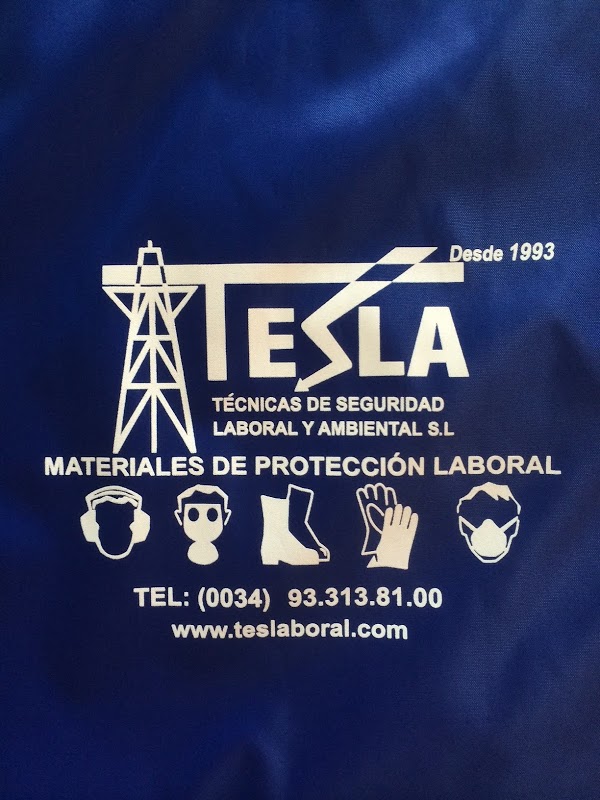 Desde 1993
TESLA
TÉCNICAS DE SEGURIDAD
LABORAL Y AMBIENTAL S.L
MATERIALES DE PROTECCIÓN LABORAL
TEL: (0034) 93.313.81.00
www.teslaboral.com